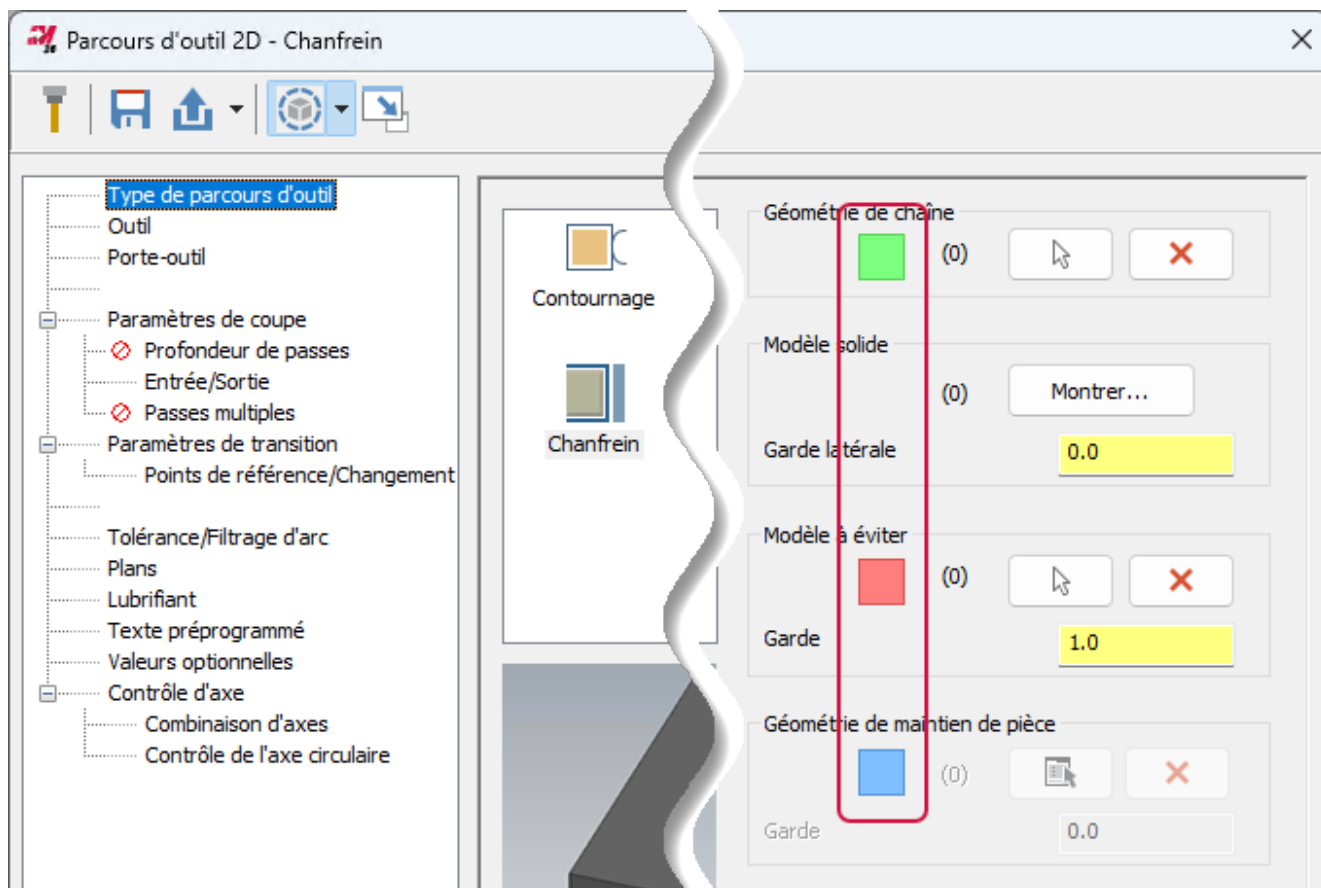 Parcours d'outil 2D - Chanfrein
Type de parcours d'outil
Outil
Porte-outil
Paramètres de coupe
Profondeur de passes
Entrée/Sortie
Passes multiples
Paramètres de transition
Points de référence/Changement
Tolérance/Filtrage d'arc
Plans
Lubrifiant
Texte préprogrammé
Valeurs optionnelles
Contrôle d'axe
Combinaison d'axes
Contrôle de l'axe circulaire
Contournage
Chanfrein
Géométrie de chaîne
(0)
Modèle solide
(0) Montrer...
Garde latérale 0.0
Modèle à éviter
(0)
Garde 1.0
Géométrie de maintien de pièce
(0)
Garde 0.0